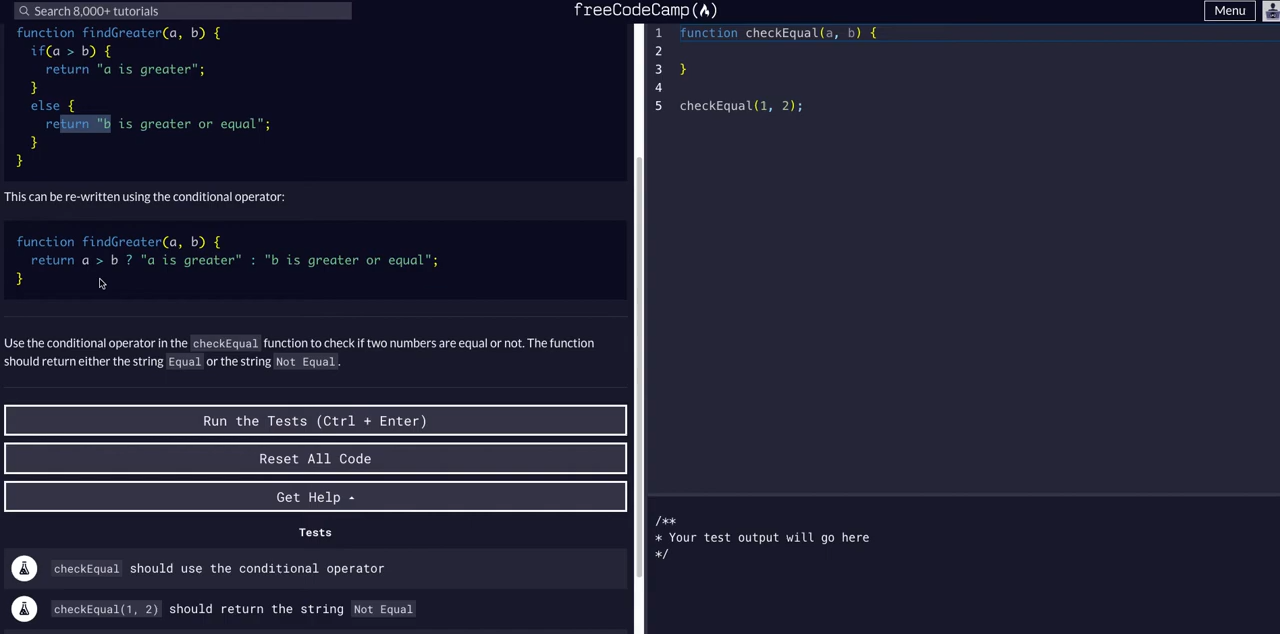 Search 8,000+ tutorials
freeCodeCamp(🔥)
Menu
function findGreater(a, b) {
if(a > b) {
return "a is greater";
}
else {
return "b is greater or equal";
}
}
This can be re-written using the conditional operator:
function findGreater(a, b) {
return a > b ? "a is greater" : "b is greater or equal";
}
Use the conditional operator in the checkEqual function to check if two numbers are equal or not. The function
should return either the string Equal or the string Not Equal.
Run the Tests (Ctrl + Enter)
Reset All Code
Get Help
Tests
checkEqual should use the conditional operator
checkEqual(1, 2) should return the string Not Equal
1 function checkEqual(a, b) {
2
3 }
4
5 checkEqual(1, 2);
/**
* Your test output will go here
*/